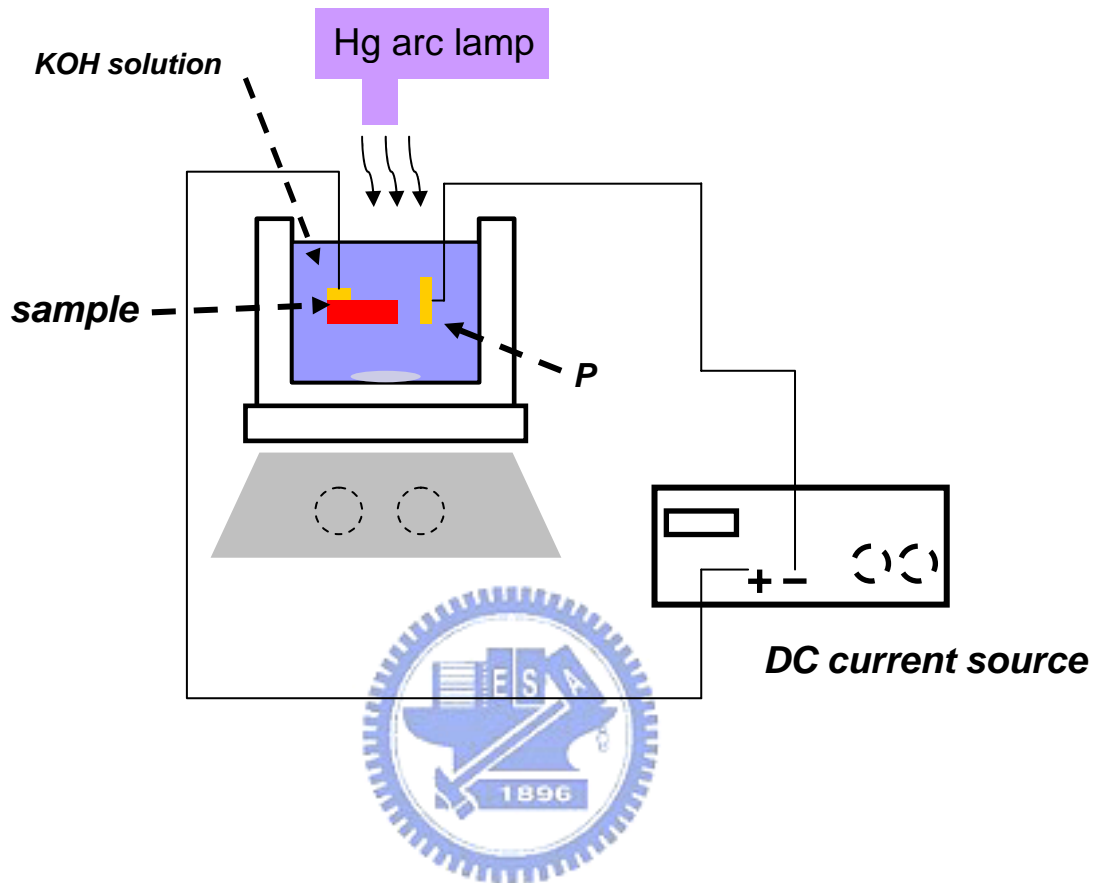 Hg arc lamp
KOH solution
sample
P
+ −
DC current source
E S A
1896